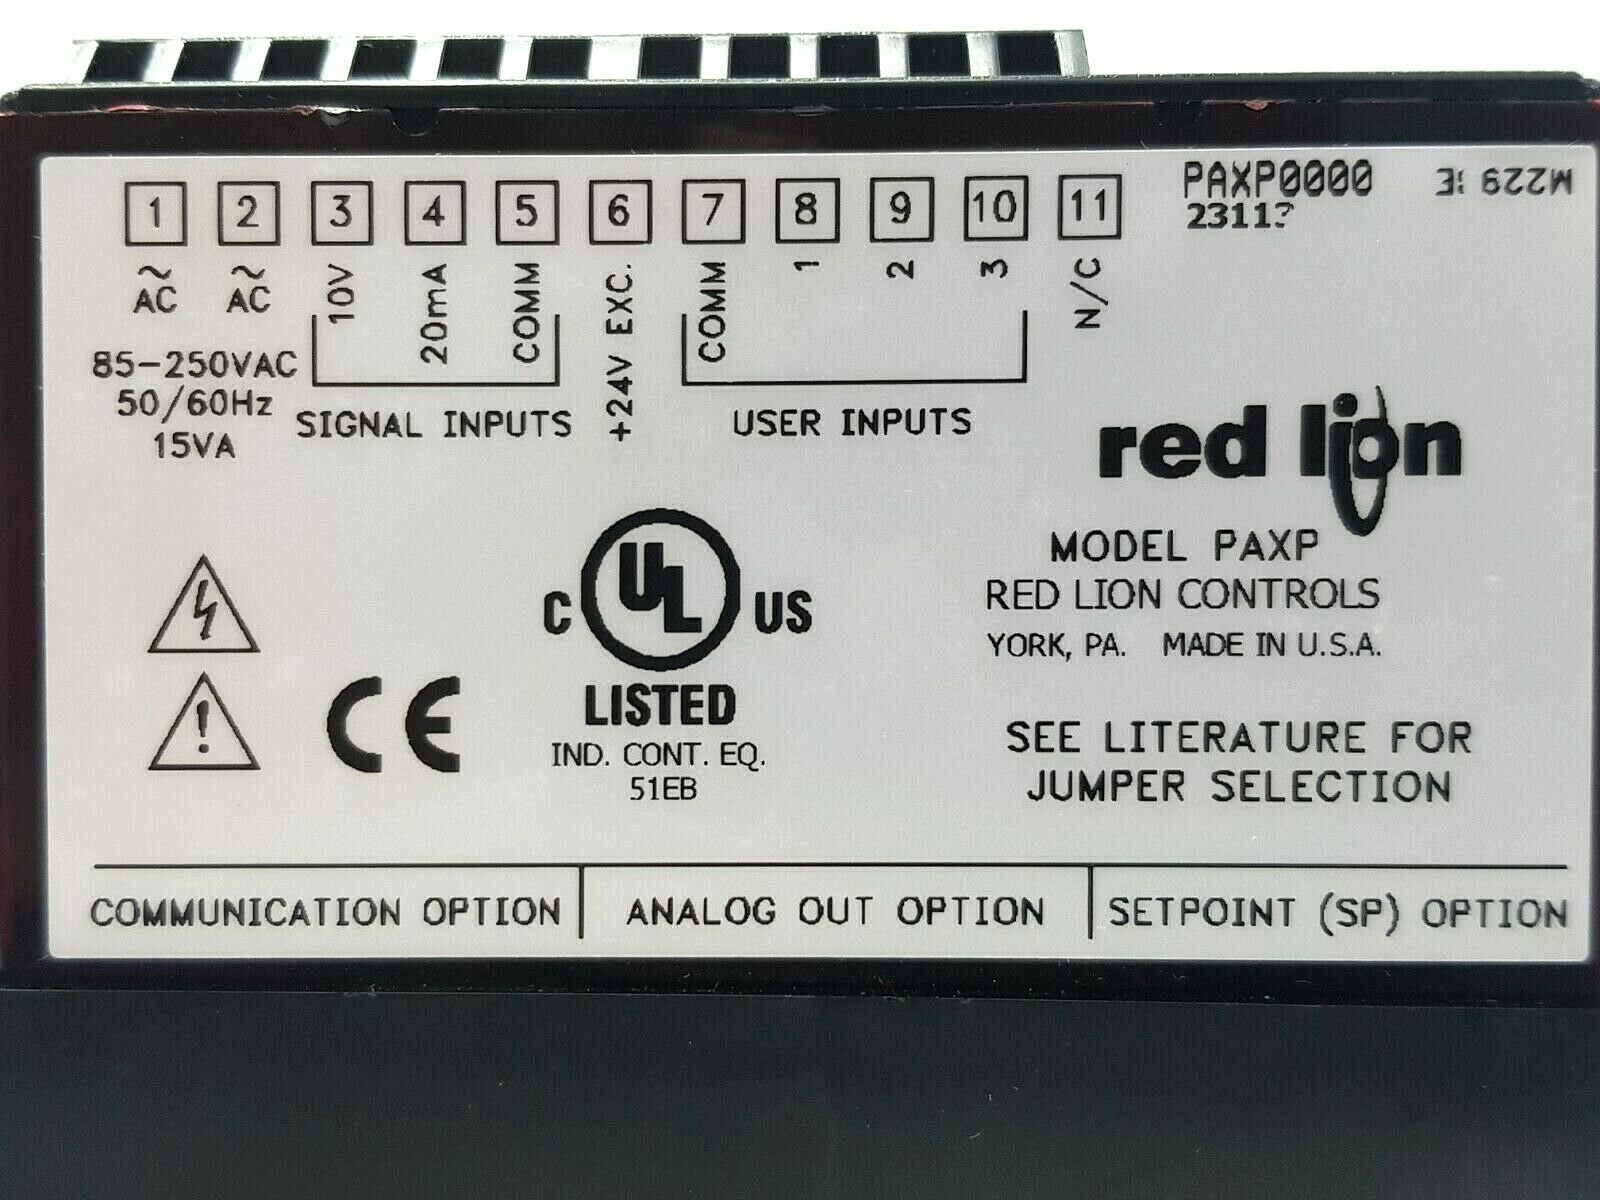 1 2 3 4 5 6 7 8 9 10 11
PAXP0000
~ AC
~ AC
10V
20mA
COMM
+24V EXC.
COMM
1
2
3
N/C
85-250VAC
50/60Hz
15VA
SIGNAL INPUTS
USER INPUTS
red lion
MODEL PAXP
RED LION CONTROLS
YORK, PA. MADE IN U.S.A.
C UL US
LISTED
IND. CONT. EQ.
51EB
CE
SEE LITERATURE FOR
JUMPER SELECTION
COMMUNICATION OPTION
ANALOG OUT OPTION
SETPOINT (SP) OPTION